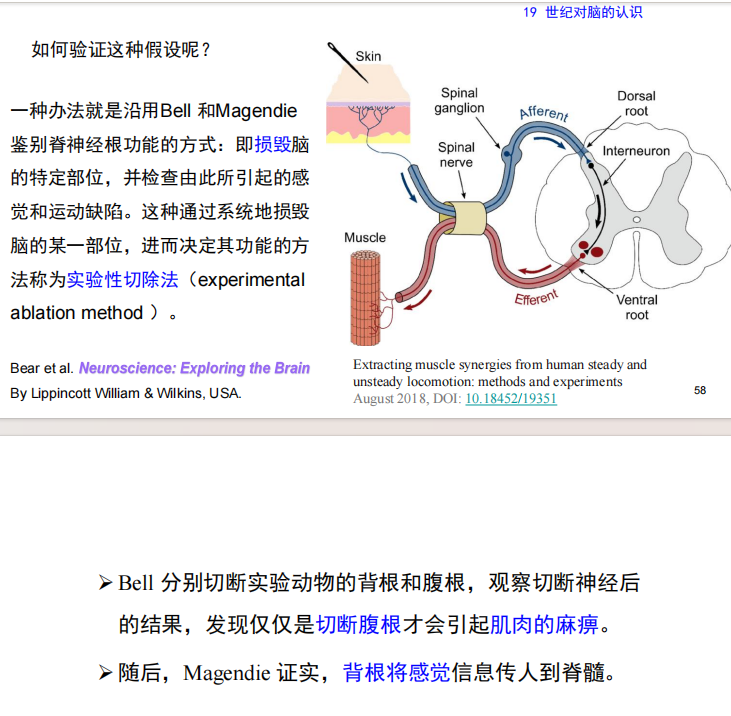 19 世纪对脑的认识
如何验证这种假设呢？
一种办法就是沿用Bell 和Magendie
鉴别脊神经根功能的方式：即损毁脑
的特定部位，并检查由此所引起的感
觉和运动缺陷。这种通过系统地损毁
脑的某一部位，进而决定其功能的方
法称为实验性切除法（experimental
ablation method ）。
Bear et al. Neuroscience: Exploring the Brain
By Lippincott William & Wilkins, USA.
Skin
Spinal
ganglion
Afferent
Dorsal
root
Spinal
nerve
Interneuron
Muscle
Efferent
Ventral
root
Extracting muscle synergies from human steady and
unsteady locomotion: methods and experiments
August 2018, DOI: 10.18452/19351
58
➢ Bell 分别切断实验动物的背根和腹根，观察切断神经后
的结果，发现仅仅是切断腹根才会引起肌肉的麻痹。
➢ 随后，Magendie 证实，背根将感觉信息传人到脊髓。